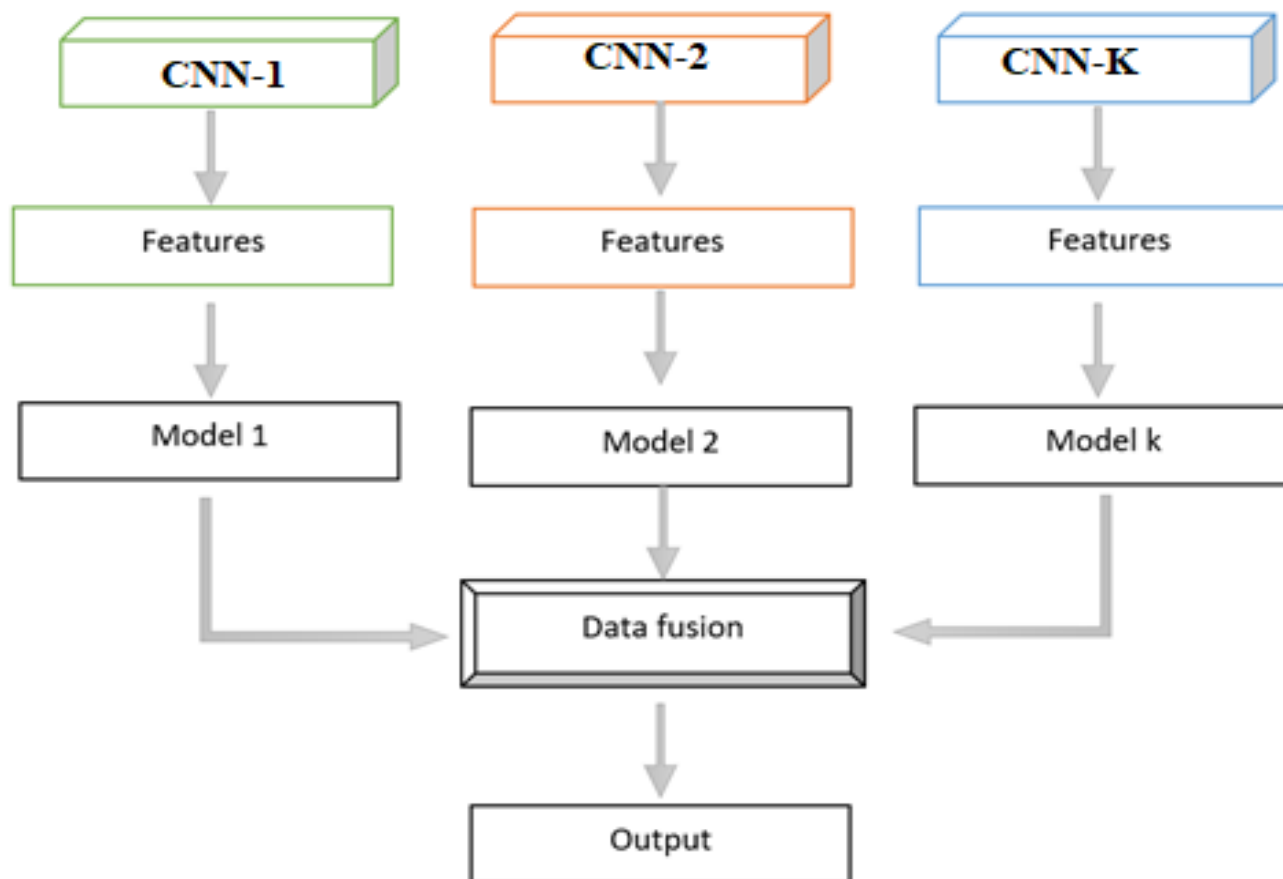 CNN-1
CNN-2
CNN-K
Features
Features
Features
Model 1
Model 2
Model k
Data fusion
Output